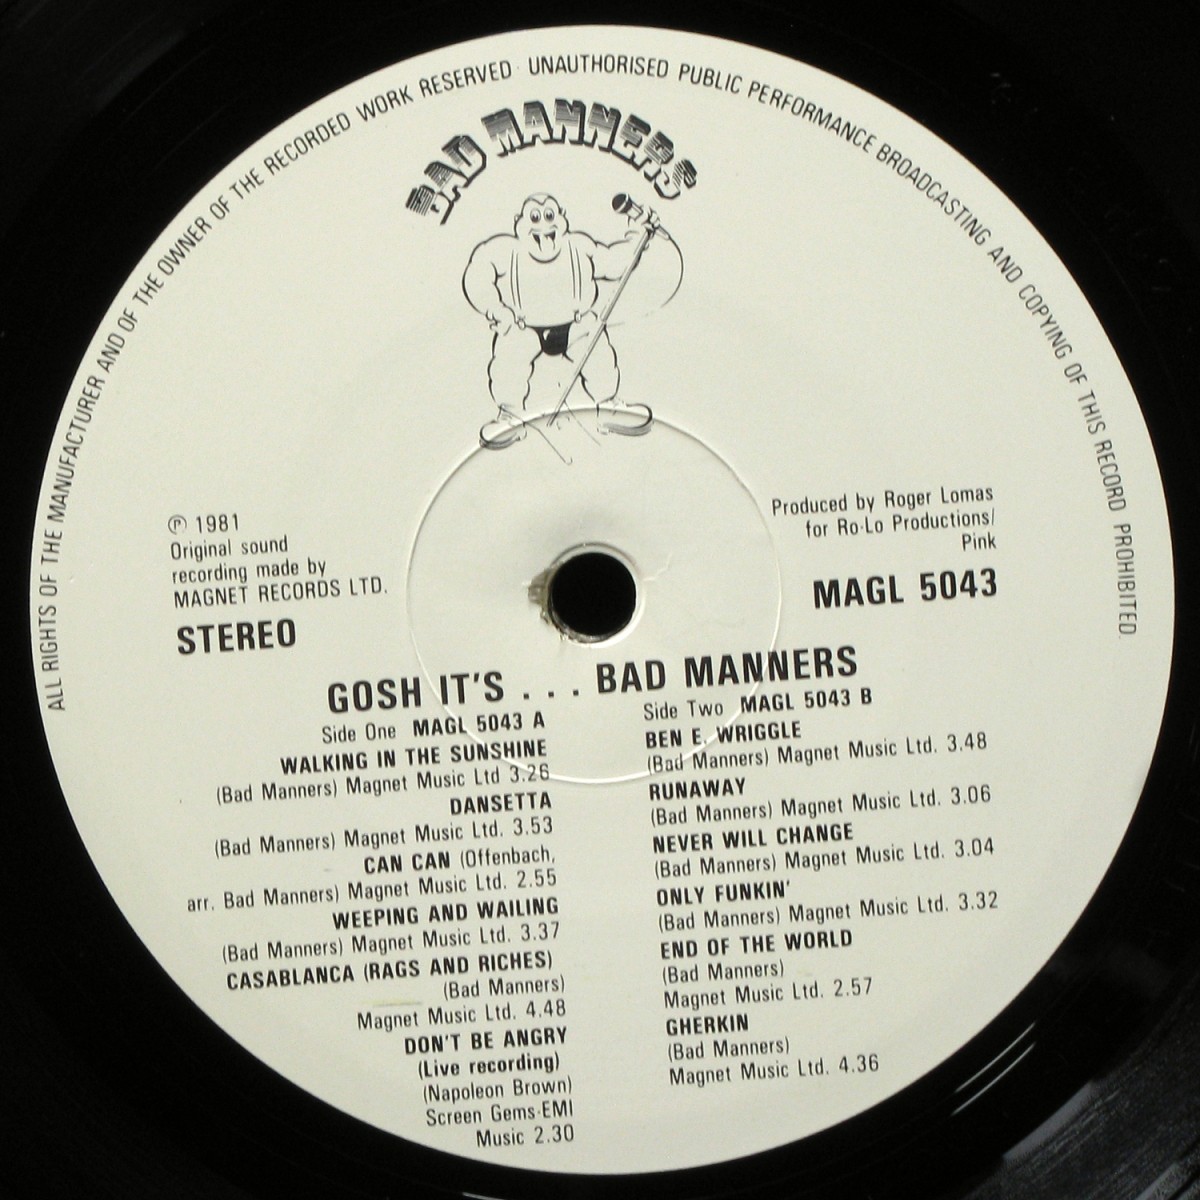 ALL RIGHTS OF THE MANUFACTURER AND OF THE OWNER OF THE RECORDED WORK RESERVED · UNAUTHORISED PUBLIC PERFORMANCE BROADCASTING AND COPYING OF THIS RECORD PROHIBITED.
BAD MANNERS
℗ 1981
Original sound
recording made by
MAGNET RECORDS LTD.
STEREO
Produced by Roger Lomas
for Ro-Lo Productions/
Pink
MAGL 5043
GOSH IT'S . . . BAD MANNERS
Side One MAGL 5043 A
WALKING IN THE SUNSHINE
(Bad Manners) Magnet Music Ltd 3.26
DANSETTA
(Bad Manners) Magnet Music Ltd. 3.53
CAN CAN (Offenbach,
arr. Bad Manners) Magnet Music Ltd. 2.55
WEEPING AND WAILING
(Bad Manners) Magnet Music Ltd. 3.37
CASABLANCA (RAGS AND RICHES)
(Bad Manners)
Magnet Music Ltd. 4.48
DON'T BE ANGRY
(Live recording)
(Napoleon Brown)
Screen Gems-EMI
Music 2.30
Side Two MAGL 5043 B
BEN E. WRIGGLE
(Bad Manners) Magnet Music Ltd. 3.48
RUNAWAY
(Bad Manners) Magnet Music Ltd. 3.06
NEVER WILL CHANGE
(Bad Manners) Magnet Music Ltd. 3.04
ONLY FUNKIN'
(Bad Manners) Magnet Music Ltd. 3.32
END OF THE WORLD
(Bad Manners)
Magnet Music Ltd. 2.57
GHERKIN
(Bad Manners)
Magnet Music Ltd. 4.36